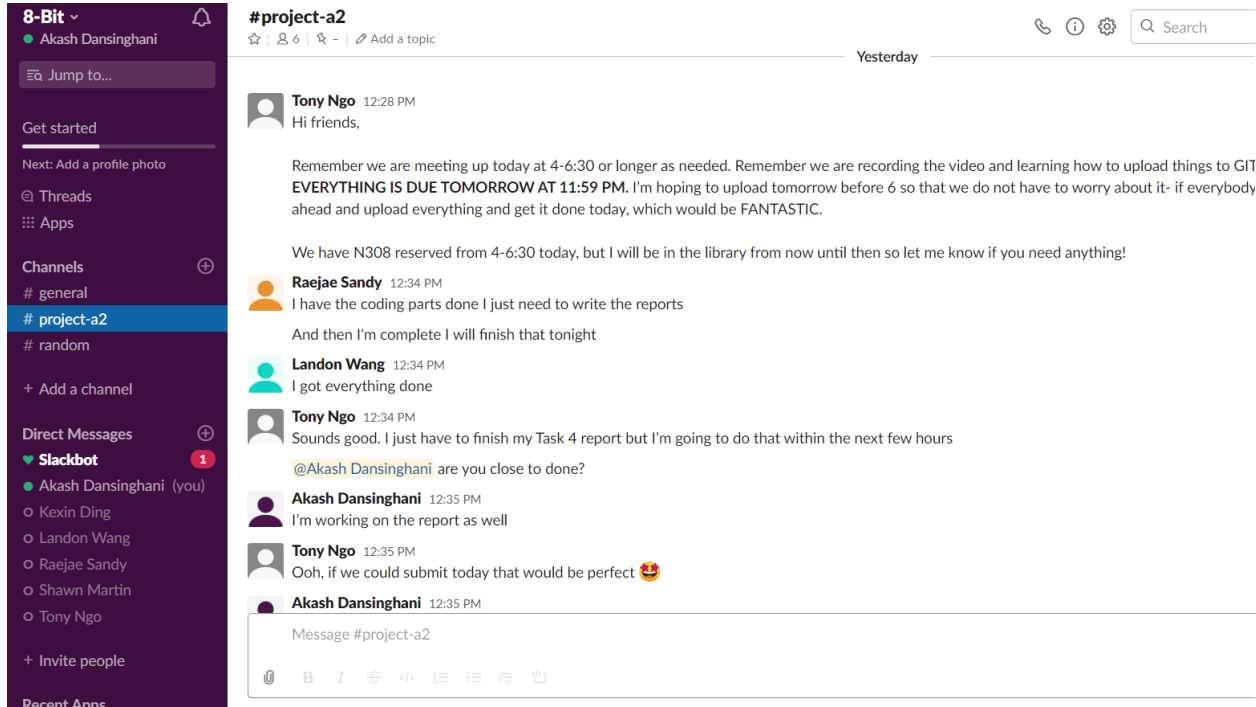 8-Bit
Akash Dansinghani
Jump to...
Get started
Next: Add a profile photo
Threads
Apps
Channels
# general
# project-a2
# random
+ Add a channel
Direct Messages
Slackbot 1
Akash Dansinghani (you)
Kexin Ding
Landon Wang
Raejae Sandy
Shawn Martin
Tony Ngo
+ Invite people
Recent Apps
#project-a2
6 | – | Add a topic
Search
Yesterday
Tony Ngo 12:28 PM
Hi friends,
Remember we are meeting up today at 4-6:30 or longer as needed. Remember we are recording the video and learning how to upload things to GIT
EVERYTHING IS DUE TOMORROW AT 11:59 PM. I'm hoping to upload tomorrow before 6 so that we do not have to worry about it- if everybody
ahead and upload everything and get it done today, which would be FANTASTIC.
We have N308 reserved from 4-6:30 today, but I will be in the library from now until then so let me know if you need anything!
Raejae Sandy 12:34 PM
I have the coding parts done I just need to write the reports
And then I'm complete I will finish that tonight
Landon Wang 12:34 PM
I got everything done
Tony Ngo 12:34 PM
Sounds good. I just have to finish my Task 4 report but I'm going to do that within the next few hours
@Akash Dansinghani are you close to done?
Akash Dansinghani 12:35 PM
I'm working on the report as well
Tony Ngo 12:35 PM
Ooh, if we could submit today that would be perfect 🤩
Akash Dansinghani 12:35 PM
Message #project-a2
B I S </>